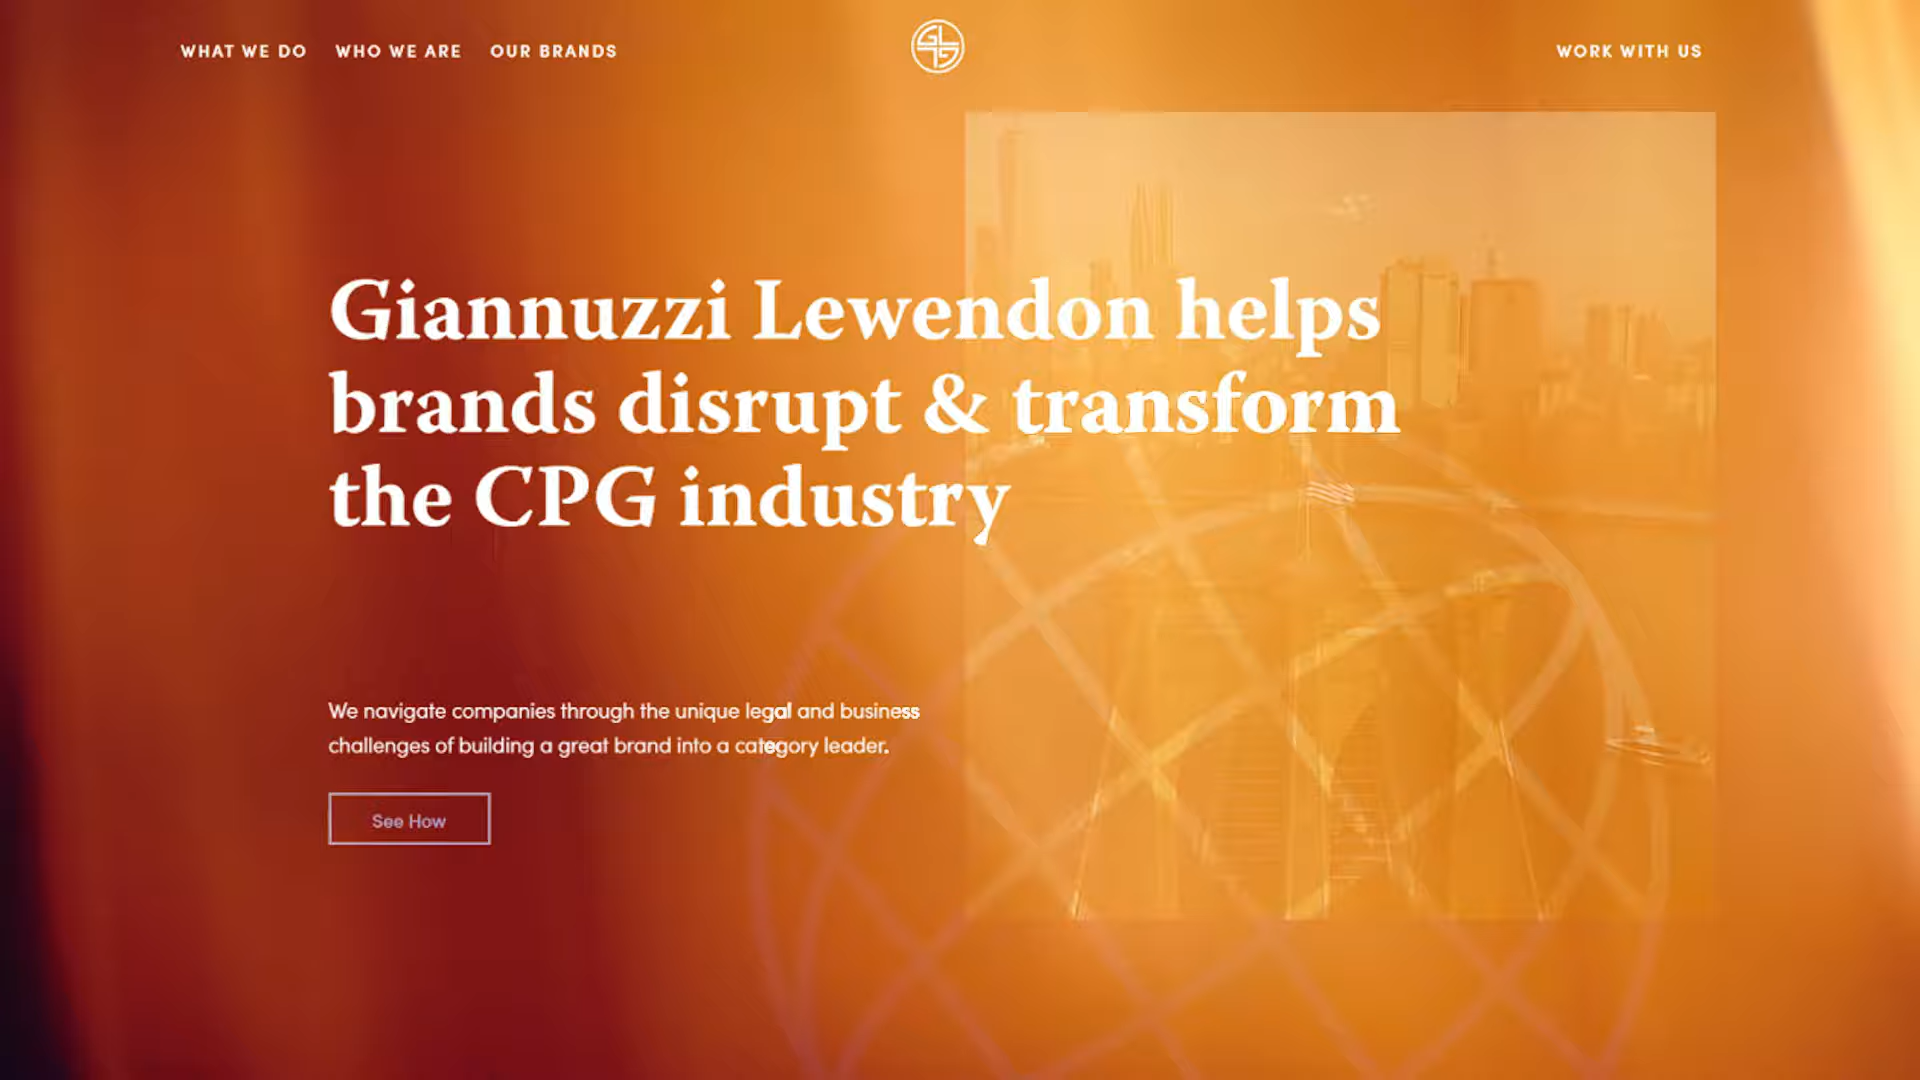 WHAT WE DO
WHO WE ARE
OUR BRANDS
WORK WITH US
Giannuzzi Lewendon helps
brands disrupt & transform
the CPG industry
We navigate companies through the unique legal and business
challenges of building a great brand into a category leader.
See How